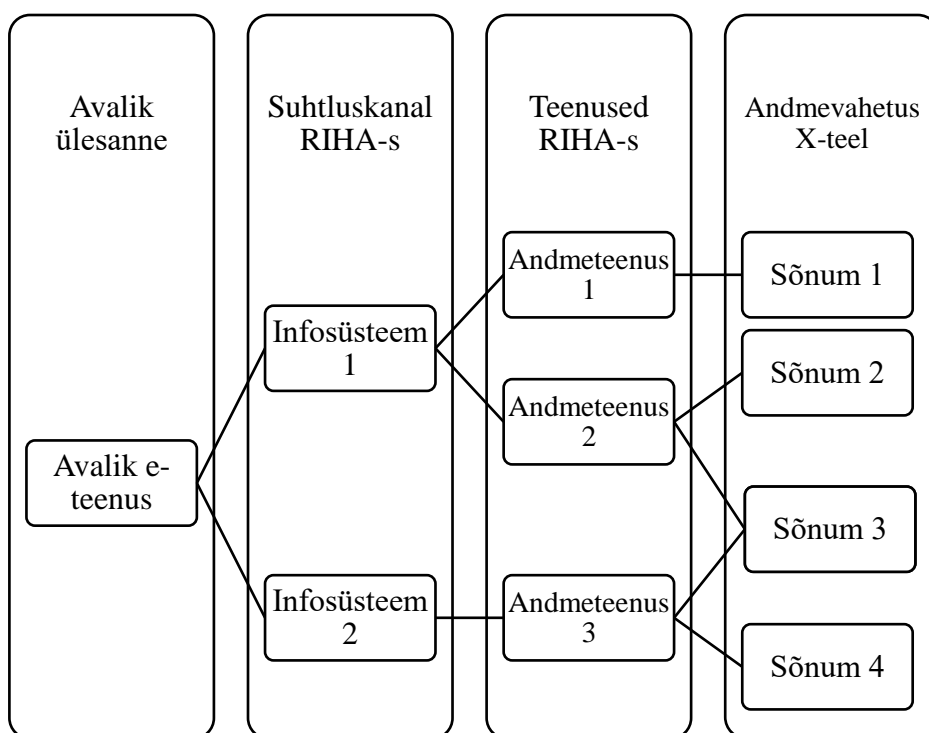 Avalik
ülesanne
Suhtluskanal
RIHA-s
Teenused
RIHA-s
Andmevahetus
X-teel
Avalik e-
teenus
Infosüsteem
1
Infosüsteem
2
Andmeteenus
1
Andmeteenus
2
Andmeteenus
3
Sõnum 1
Sõnum 2
Sõnum 3
Sõnum 4